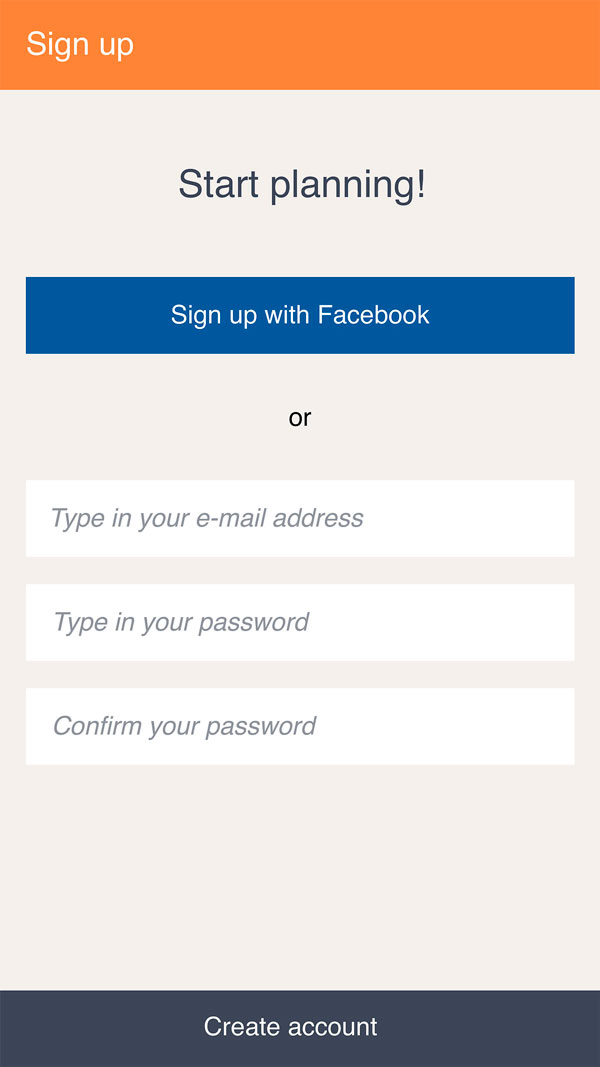 Sign up
Start planning!
Sign up with Facebook
or
Type in your e-mail address
Type in your password
Confirm your password
Create account